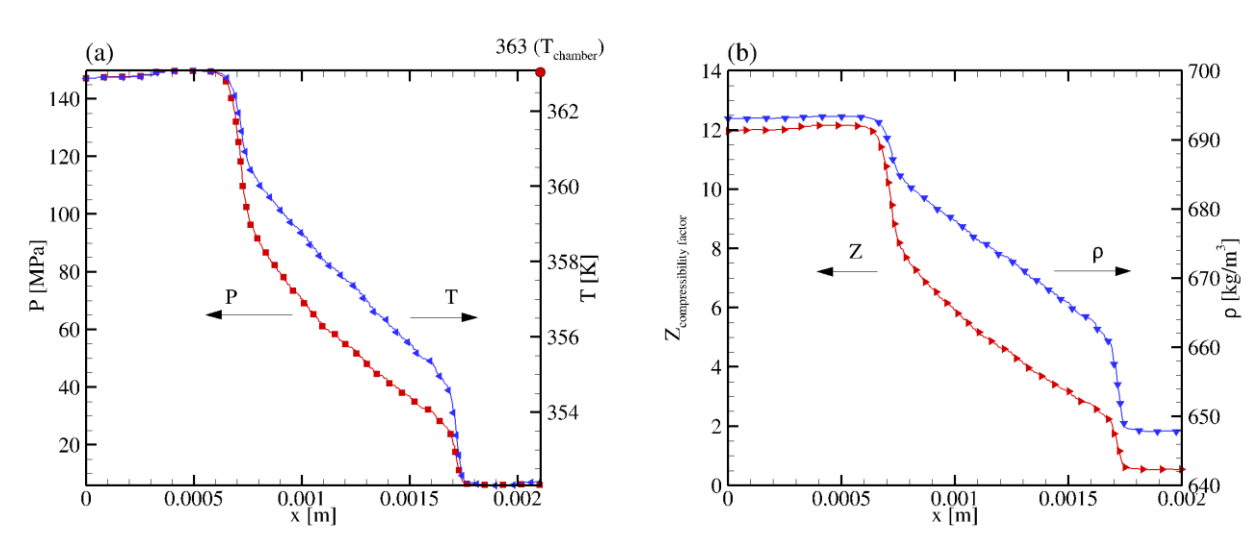 (a)
363 (T_chamber)
140
120
100
80
60
40
20
P [MPa]
362
360
358
356
354
T [K]
P
T
0
0.0005
0.001
0.0015
0.002
x [m]
(b)
14
12
10
8
6
4
2
0
Z_compressibility factor
700
690
680
670
660
650
640
ρ [kg/m³]
Z
ρ
0
0.0005
0.001
0.0015
0.002
x [m]